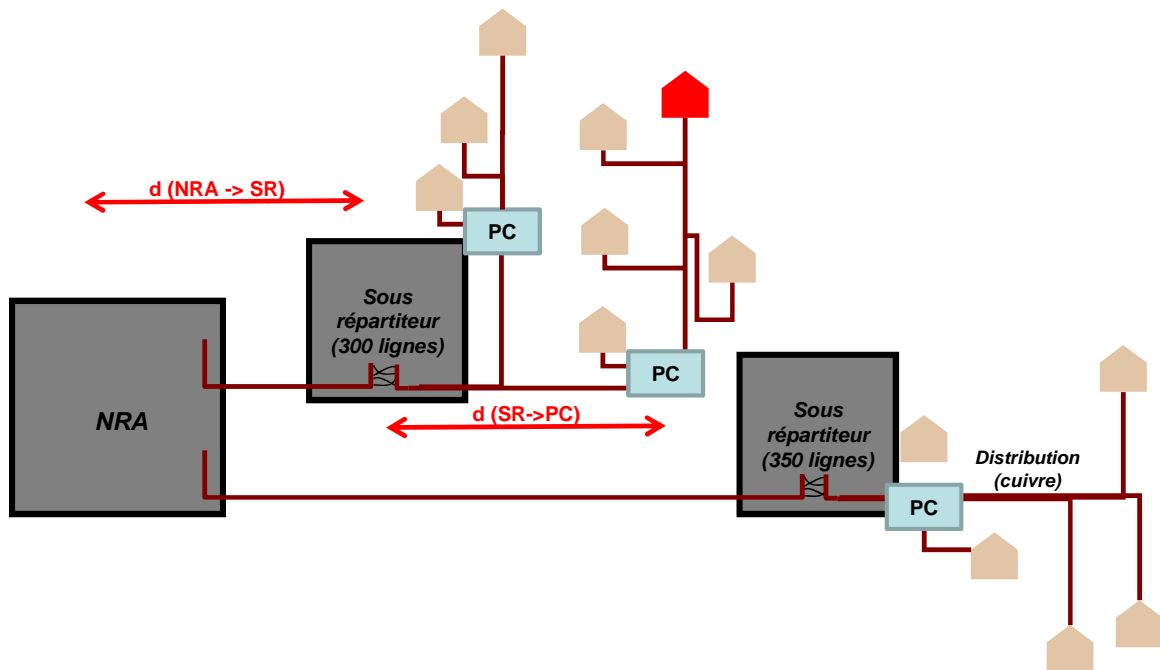 d (NRA -> SR)
PC
Sous
répartiteur
(300 lignes)
PC
NRA
d (SR->PC)
Sous
répartiteur
(350 lignes)
Distribution
(cuivre)
PC